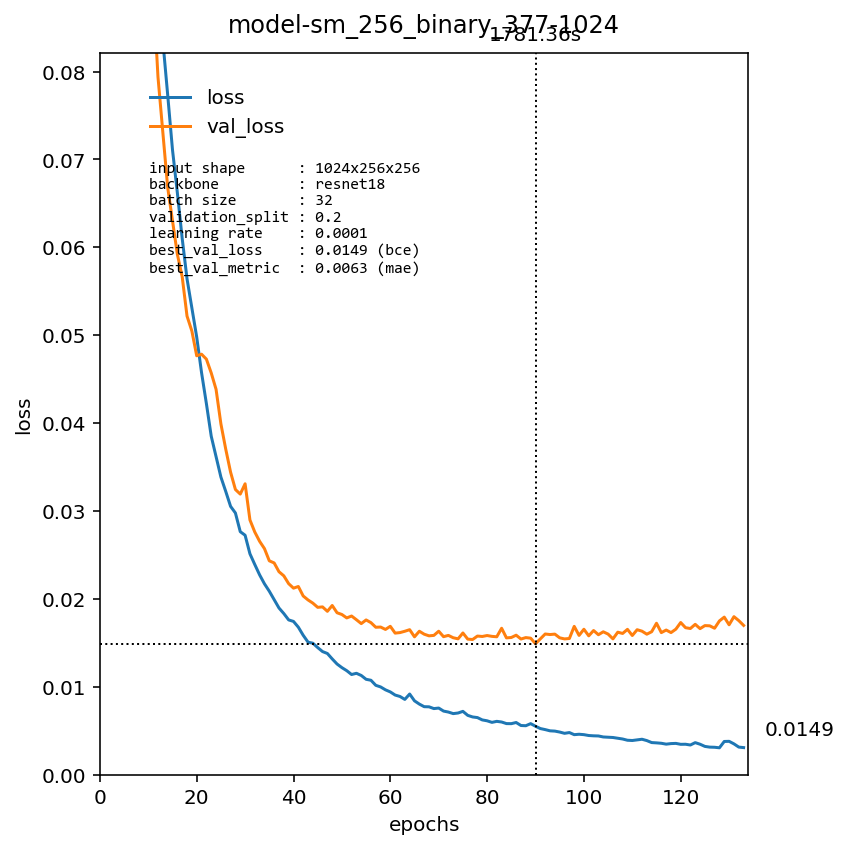 model-sm_256_binary_377-1024
1781.36s
0.08
0.07
0.06
0.05
0.04
0.03
0.02
0.01
0.00
loss
loss
val_loss
input shape : 1024x256x256
backbone : resnet18
batch size : 32
validation_split : 0.2
learning rate : 0.0001
best_val_loss : 0.0149 (bce)
best_val_metric : 0.0063 (mae)
0.0149
0 20 40 60 80 100 120
epochs